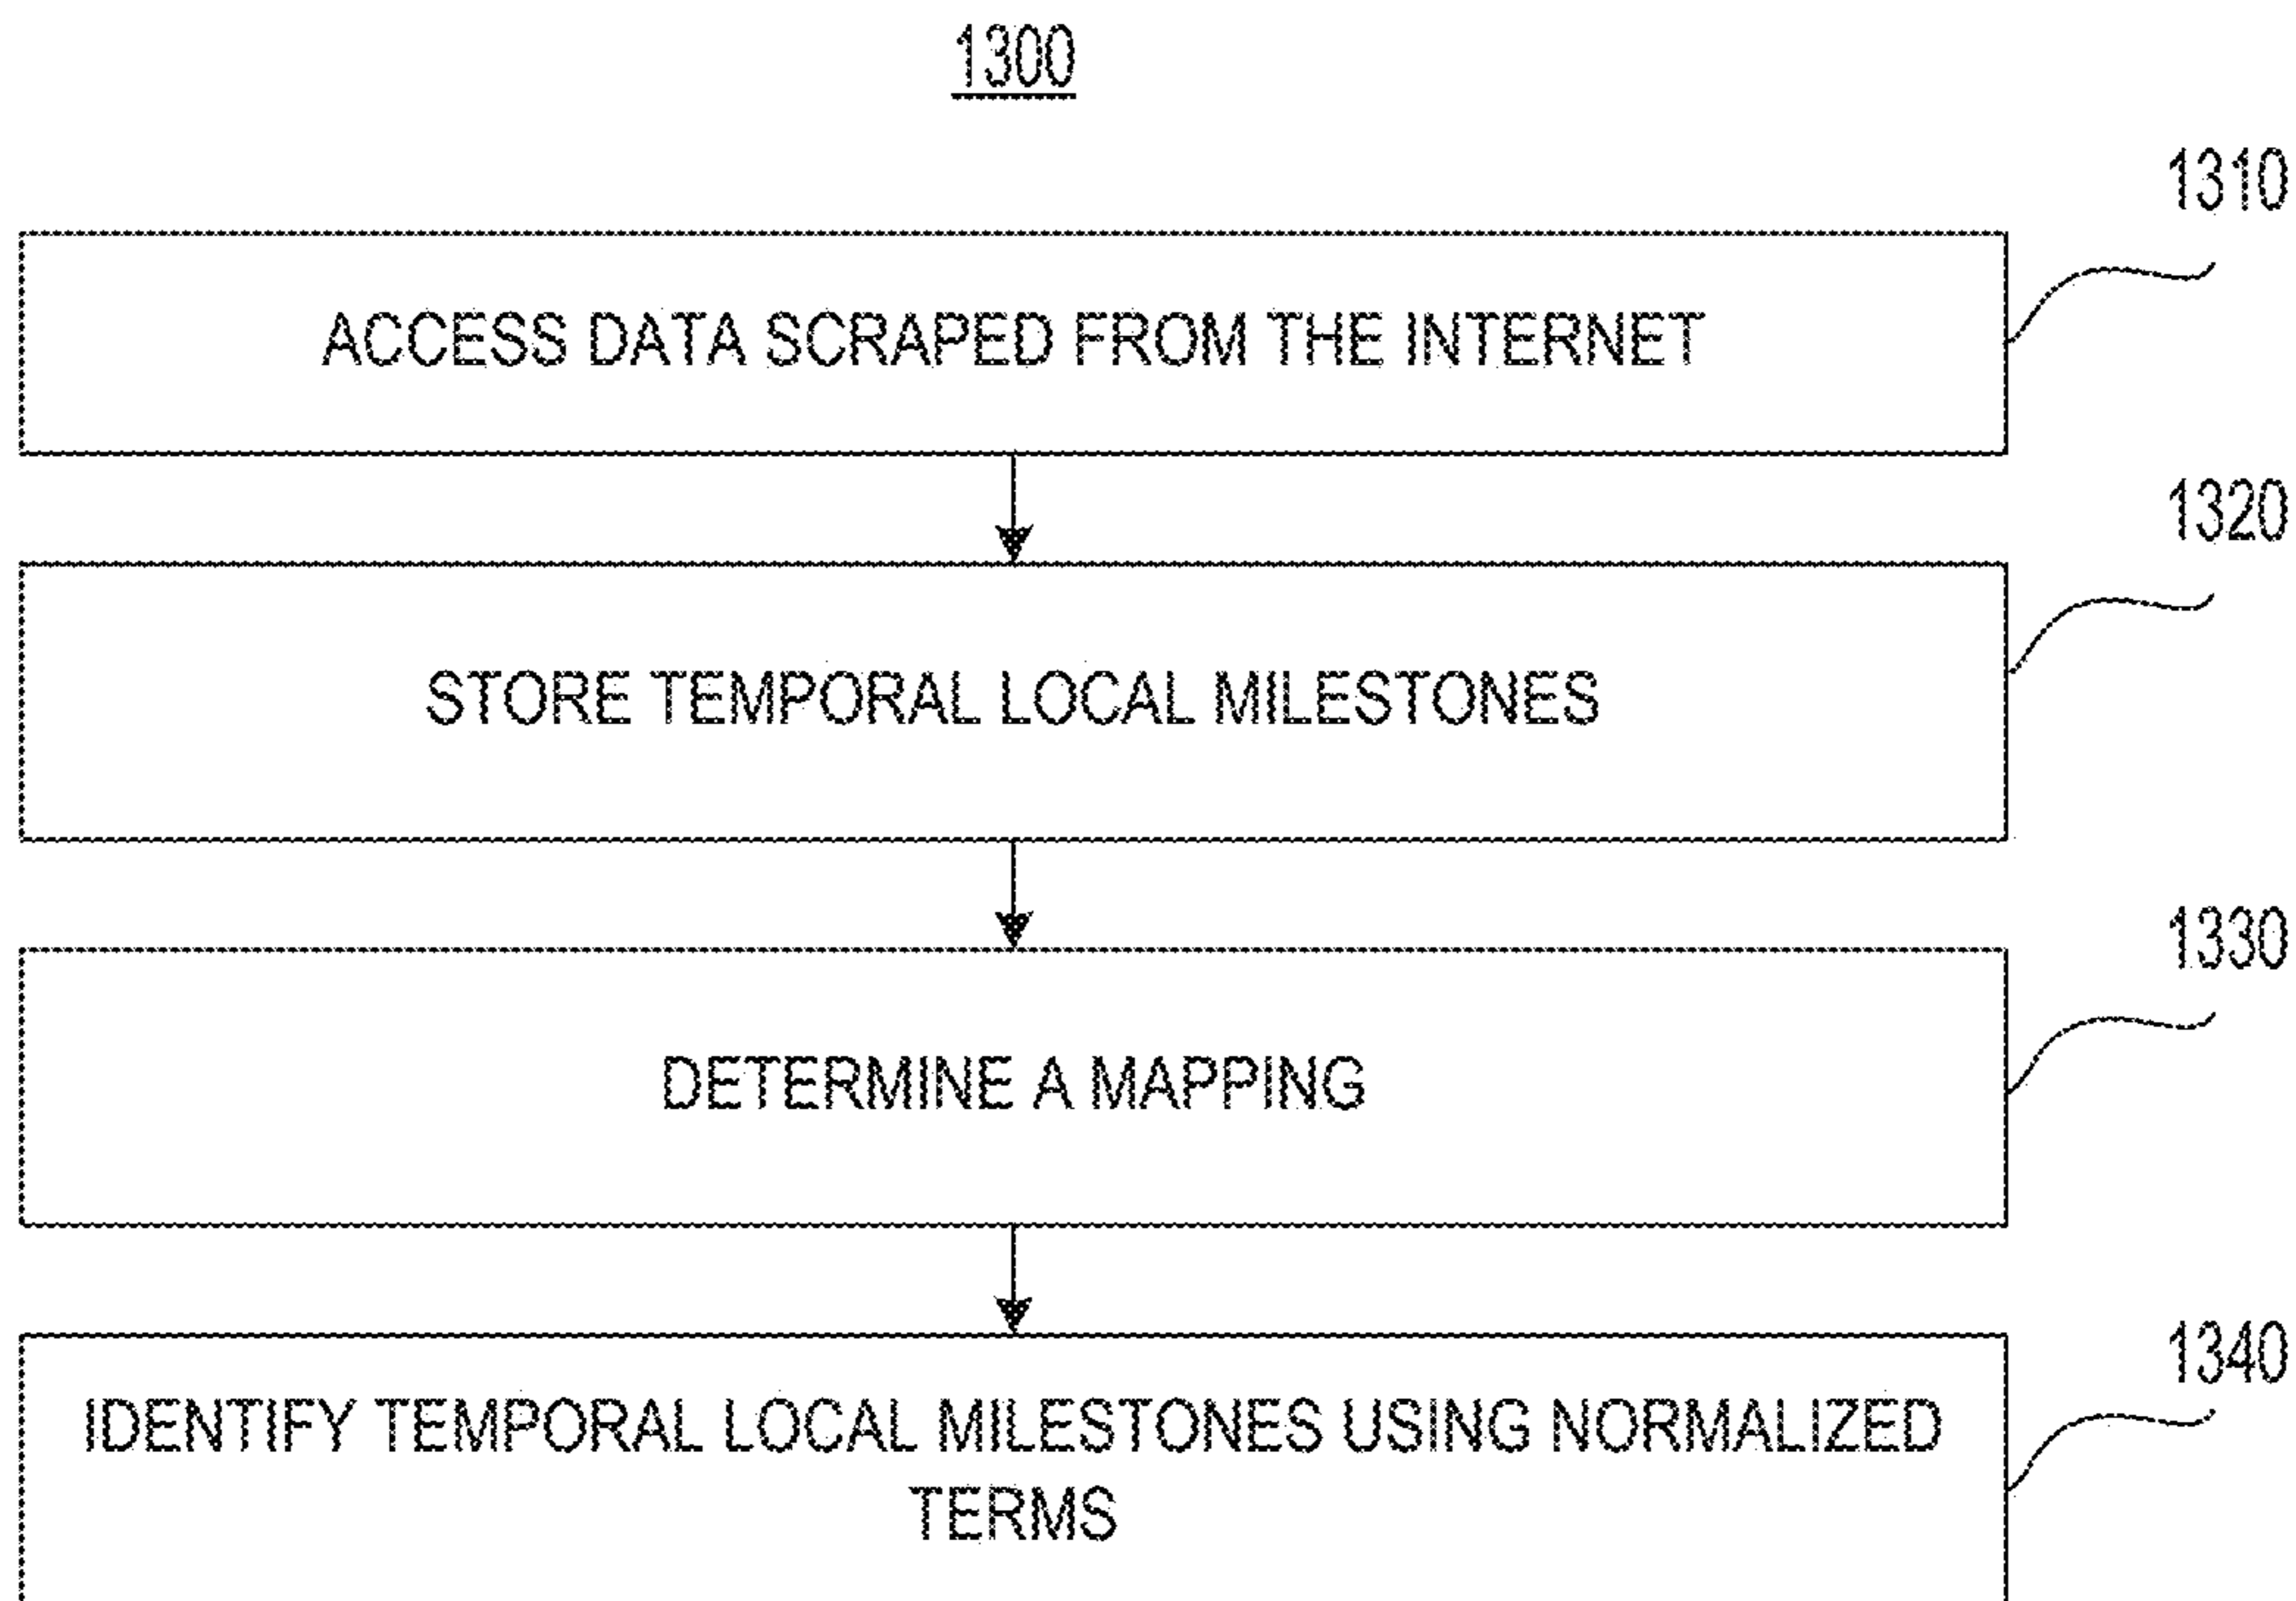 1300
1310
ACCESS DATA SCRAPED FROM THE INTERNET
1320
STORE TEMPORAL LOCAL MILESTONES
1330
DETERMINE A MAPPING
1340
IDENTIFY TEMPORAL LOCAL MILESTONES USING NORMALIZED
TERMS